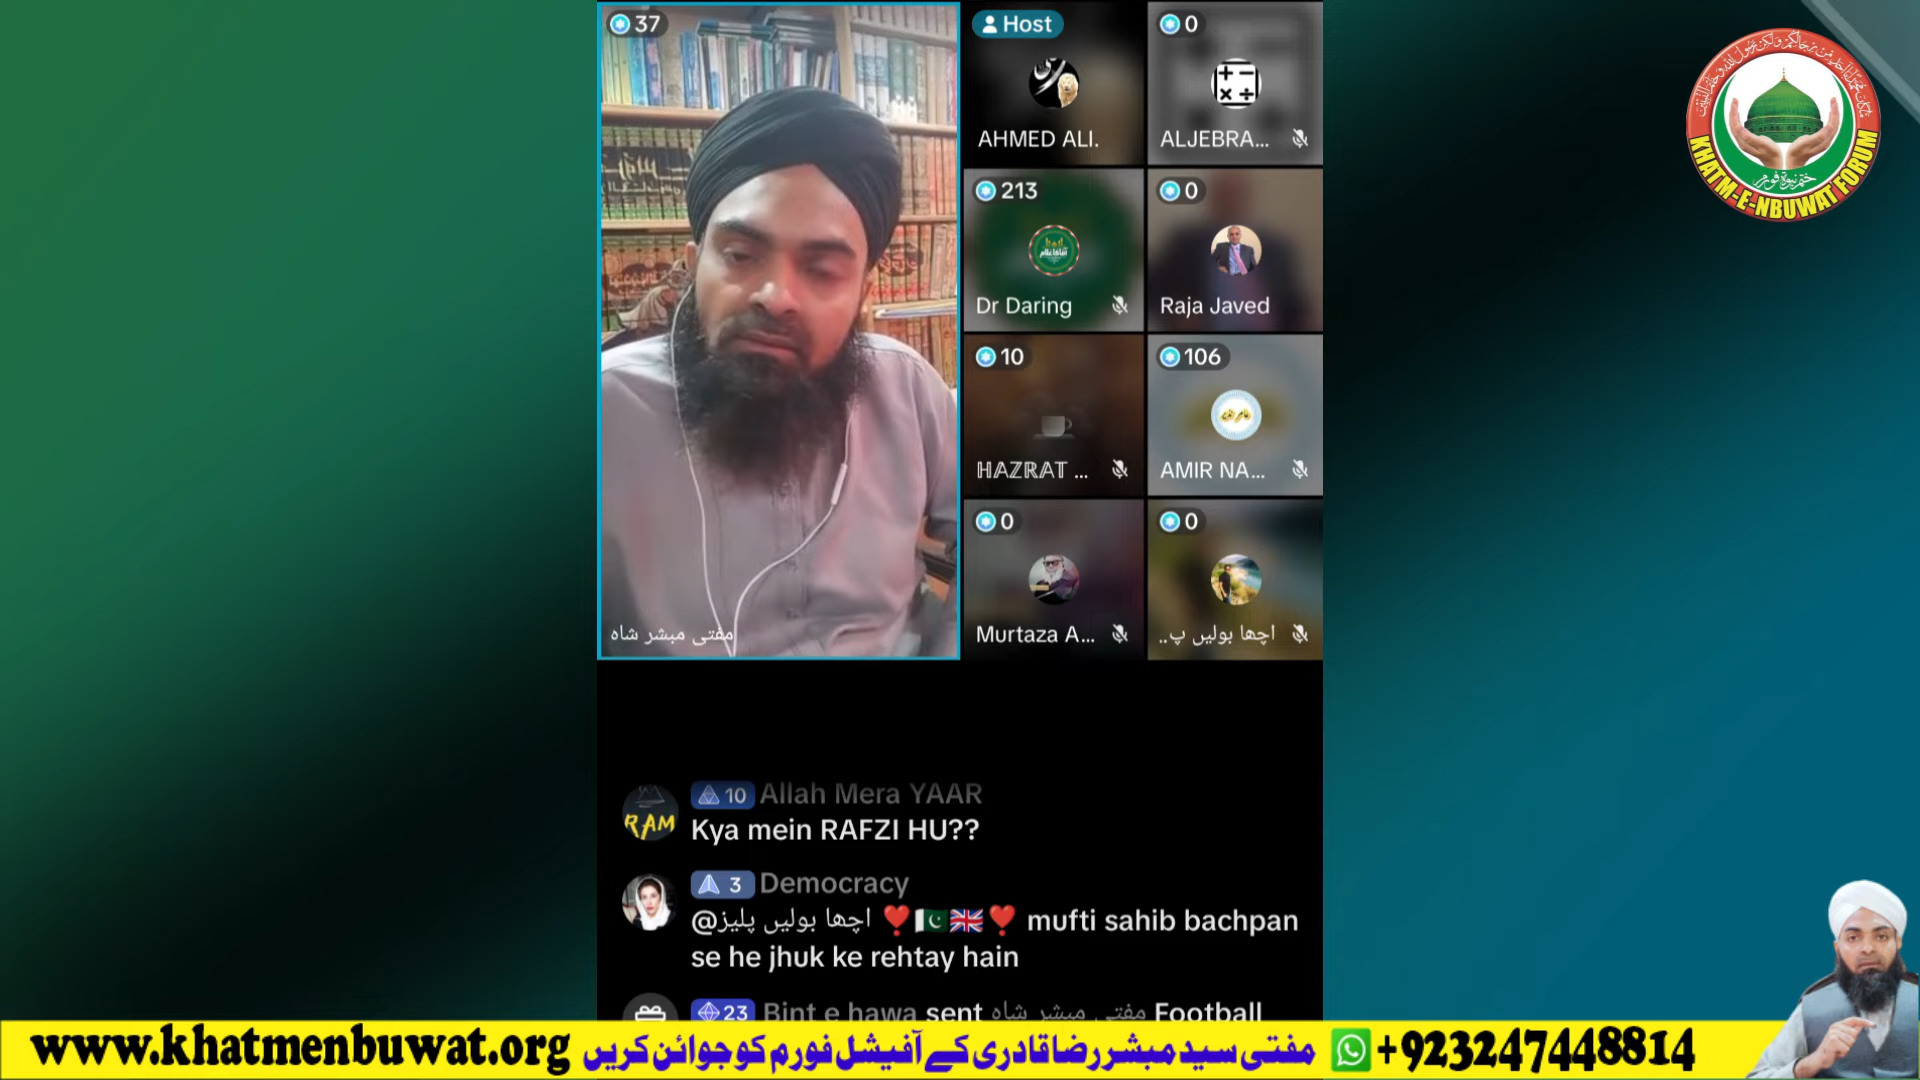 37
مفتی مبشر شاہ
Host
AHMED ALI.
0
ALJEBRA...
213
Dr Daring
0
Raja Javed
10
ℍAZℝAT ...
106
AMIR NA...
0
Murtaza A...
0
اچھا بولیں پ..
KHATM-E-NBUWAT FORUM
ختم نبوۃ فورم
RAM
10 Allah Mera YAAR
Kya mein RAFZI HU??
3 Democracy
@اچھا بولیں پلیز ❣️🇵🇰🇬🇧❣️ mufti sahib bachpan
se he jhuk ke rehtay hain
23 Bint e hawa sent مفتی مبشر شاہ Football
www.khatmenbuwat.org مفتی سید مبشر رضا قادری کے آفیشل فورم کو جوائن کریں +923247448814